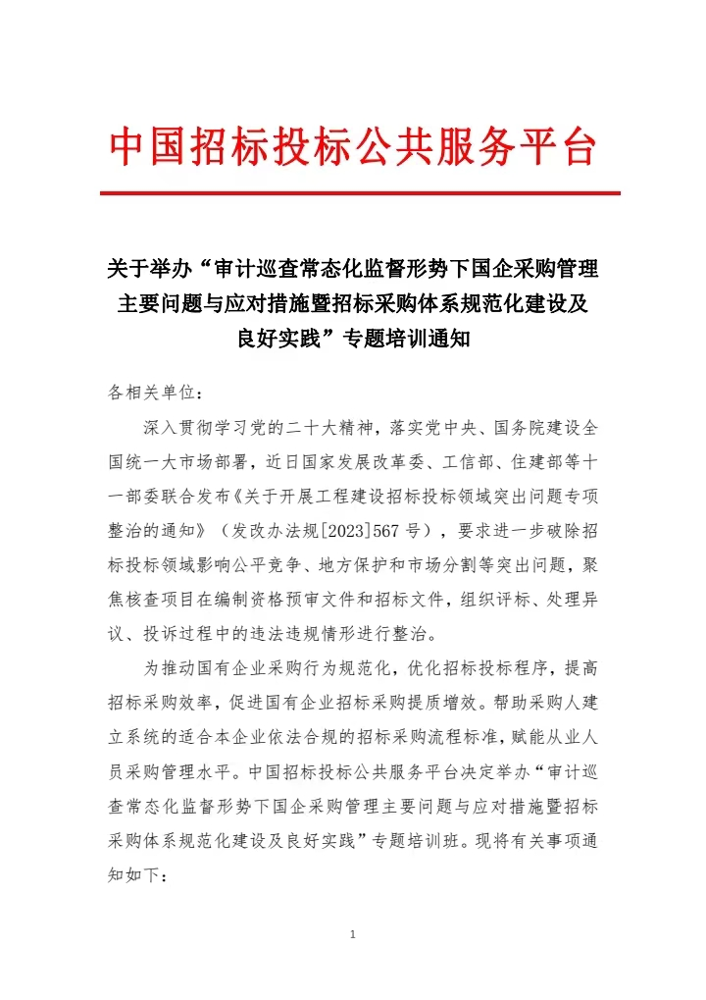 中国招标投标公共服务平台
关于举办“审计巡查常态化监督形势下国企采购管理
主要问题与应对措施暨招标采购体系规范化建设及
良好实践”专题培训通知
各相关单位：
深入贯彻学习党的二十大精神，落实党中央、国务院建设全
国统一大市场部署，近日国家发展改革委、工信部、住建部等十
一部委联合发布《关于开展工程建设招标投标领域突出问题专项
整治的通知》（发改办法规[2023]567 号），要求进一步破除招
标投标领域影响公平竞争、地方保护和市场分割等突出问题，聚
焦核查项目在编制资格预审文件和招标文件，组织评标、处理异
议、投诉过程中的违法违规情形进行整治。
为推动国有企业采购行为规范化，优化招标投标程序，提高
招标采购效率，促进国有企业招标采购提质增效。帮助采购人建
立系统的适合本企业依法合规的招标采购流程标准，赋能从业人
员采购管理水平。中国招标投标公共服务平台决定举办“审计巡
查常态化监督形势下国企采购管理主要问题与应对措施暨招标
采购体系规范化建设及良好实践”专题培训班。现将有关事项通
知如下：
1